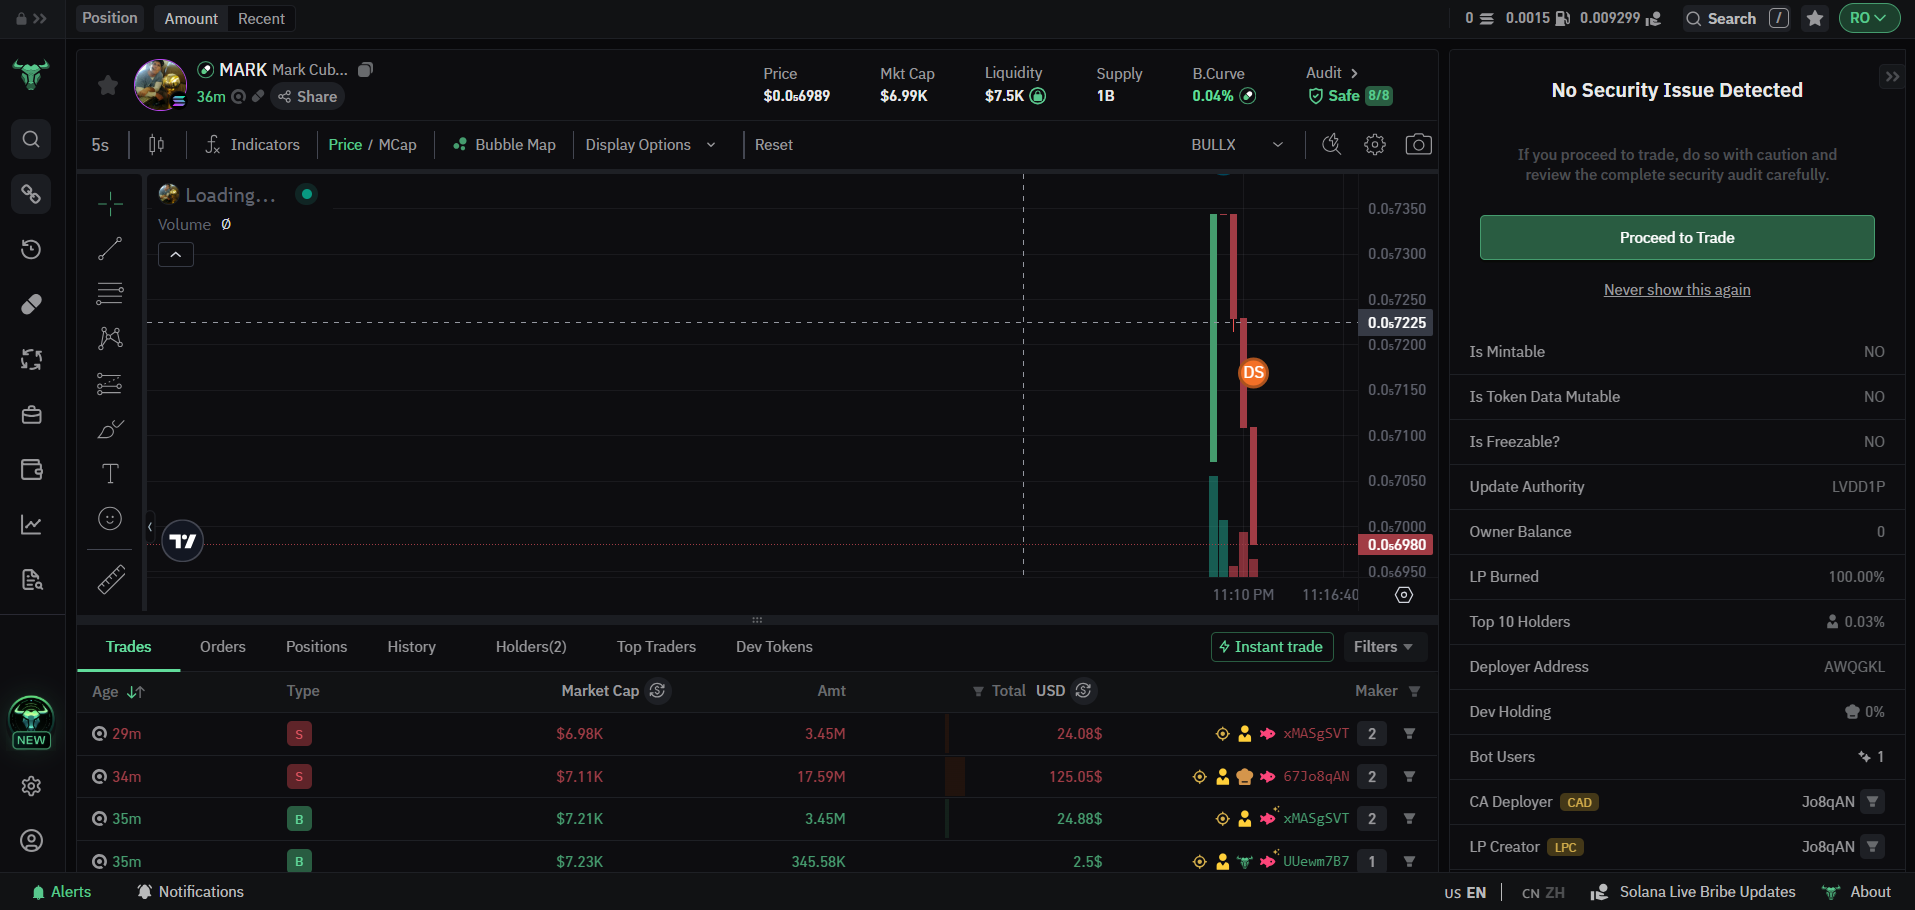 Position Amount Recent 0 0.0015 0.009299 Search / RO
MARK Mark Cub...
36m Share
Price Mkt Cap Liquidity Supply B.Curve Audit
$0.0₅6989 $6.99K $7.5K 1B 0.04% Safe 8/8
5s Indicators Price / MCap Bubble Map Display Options Reset BULLX
Loading...
Volume Ø
0.0₅7350
0.0₅7300
0.0₅7250
0.0₅7225
0.0₅7200
DS
0.0₅7150
0.0₅7100
0.0₅7050
0.0₅7000
0.0₅6980
0.0₅6950
11:10 PM 11:16:40
Trades Orders Positions History Holders(2) Top Traders Dev Tokens Instant trade Filters
Age Type Market Cap Amt Total USD Maker
29m S $6.98K 3.45M 24.08$ xMASgSVT 2
34m S $7.11K 17.59M 125.05$ 67Jo8qAN 2
35m B $7.21K 3.45M 24.88$ xMASgSVT 2
35m B $7.23K 345.58K 2.5$ UUewm7B7 1
NEW
No Security Issue Detected
If you proceed to trade, do so with caution and
review the complete security audit carefully.
Proceed to Trade
Never show this again
Is Mintable NO
Is Token Data Mutable NO
Is Freezable? NO
Update Authority LVDD1P
Owner Balance 0
LP Burned 100.00%
Top 10 Holders 0.03%
Deployer Address AWQGKL
Dev Holding 0%
Bot Users 1
CA Deployer CAD Jo8qAN
LP Creator LPC Jo8qAN
Alerts Notifications US EN CN ZH Solana Live Bribe Updates About